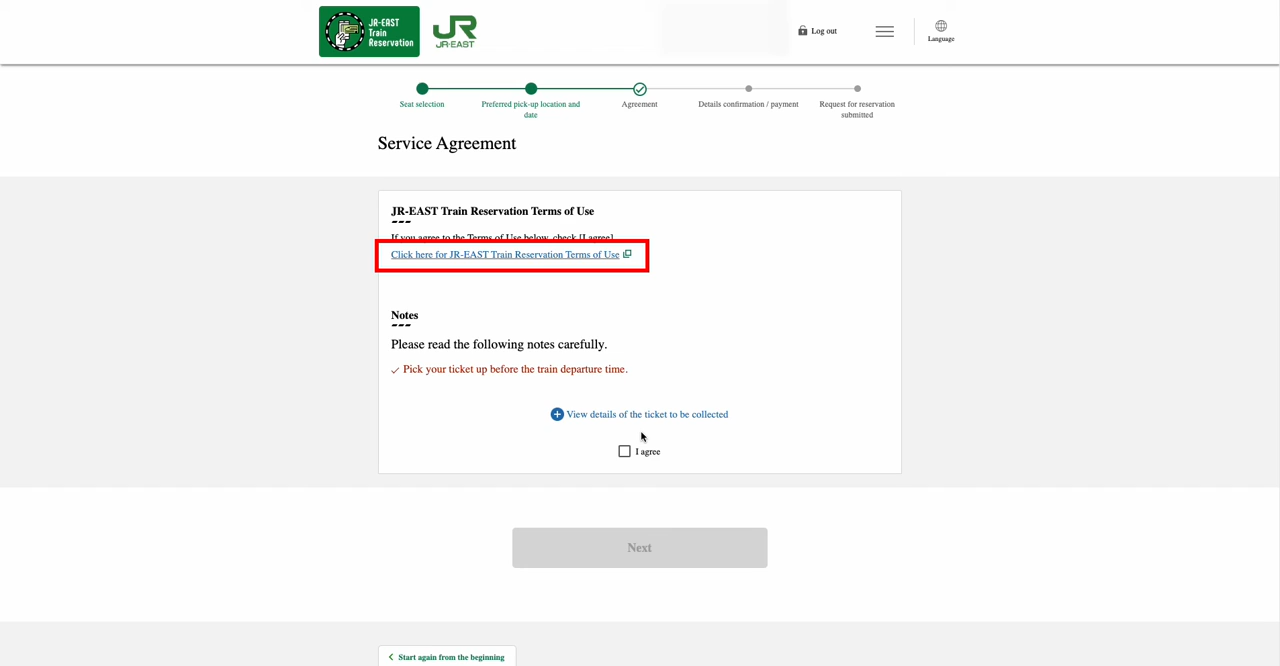 JR-EAST
Train
Reservation
JR
JR-EAST
Log out
Language
Seat selection
Preferred pick-up location and
date
Agreement
Details confirmation / payment
Request for reservation
submitted
Service Agreement
JR-EAST Train Reservation Terms of Use
If you agree to the Terms of Use below, check [I agree]
Click here for JR-EAST Train Reservation Terms of Use
Notes
Please read the following notes carefully.
Pick your ticket up before the train departure time.
View details of the ticket to be collected
I agree
Next
Start again from the beginning